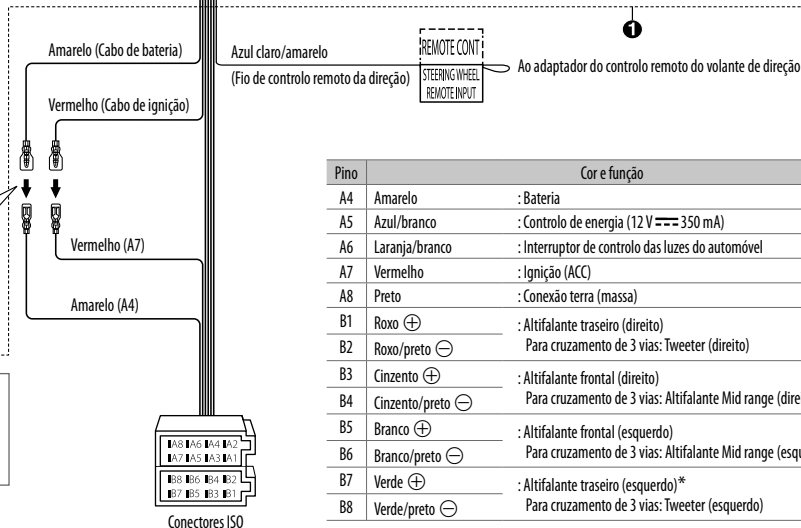 ❶
Amarelo (Cabo de bateria)
Azul claro/amarelo
(Fio de controlo remoto da direção)
REMOTE CONT
STEERING WHEEL
REMOTE INPUT
Ao adaptador do controlo remoto do volante de direção
Vermelho (Cabo de ignição)
Vermelho (A7)
Amarelo (A4)
A8 A6 A4 A2
A7 A5 A3 A1
B8 B6 B4 B2
B7 B5 B3 B1
Conectores ISO
Pino Cor e função
A4 Amarelo : Bateria
A5 Azul/branco : Controlo de energia (12 V ⎓ 350 mA)
A6 Laranja/branco : Interruptor de controlo das luzes do automóvel
A7 Vermelho : Ignição (ACC)
A8 Preto : Conexão terra (massa)
B1 Roxo ⊕ : Altifalante traseiro (direito)
B2 Roxo/preto ⊖ Para cruzamento de 3 vias: Tweeter (direito)
B3 Cinzento ⊕ : Altifalante frontal (direito)
B4 Cinzento/preto ⊖ Para cruzamento de 3 vias: Altifalante Mid range (dire
B5 Branco ⊕ : Altifalante frontal (esquerdo)
B6 Branco/preto ⊖ Para cruzamento de 3 vias: Altifalante Mid range (esqu
B7 Verde ⊕ : Altifalante traseiro (esquerdo)*
B8 Verde/preto ⊖ Para cruzamento de 3 vias: Tweeter (esquerdo)